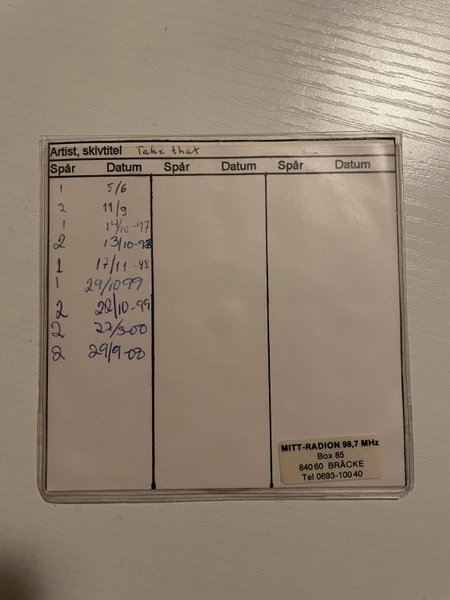 Artist, skivtitel Take that
Spår Datum Spår Datum Spår Datum
1 5/6
2 11/9
1 14/10-97
2 13/10-98
1 17/11-98
1 29/10 99
2 22/10-99
2 27/3-00
2 29/9-08
MITT-RADION 98,7 MHz
Box 85
840 60 BRÄCKE
Tel 0693-100 40